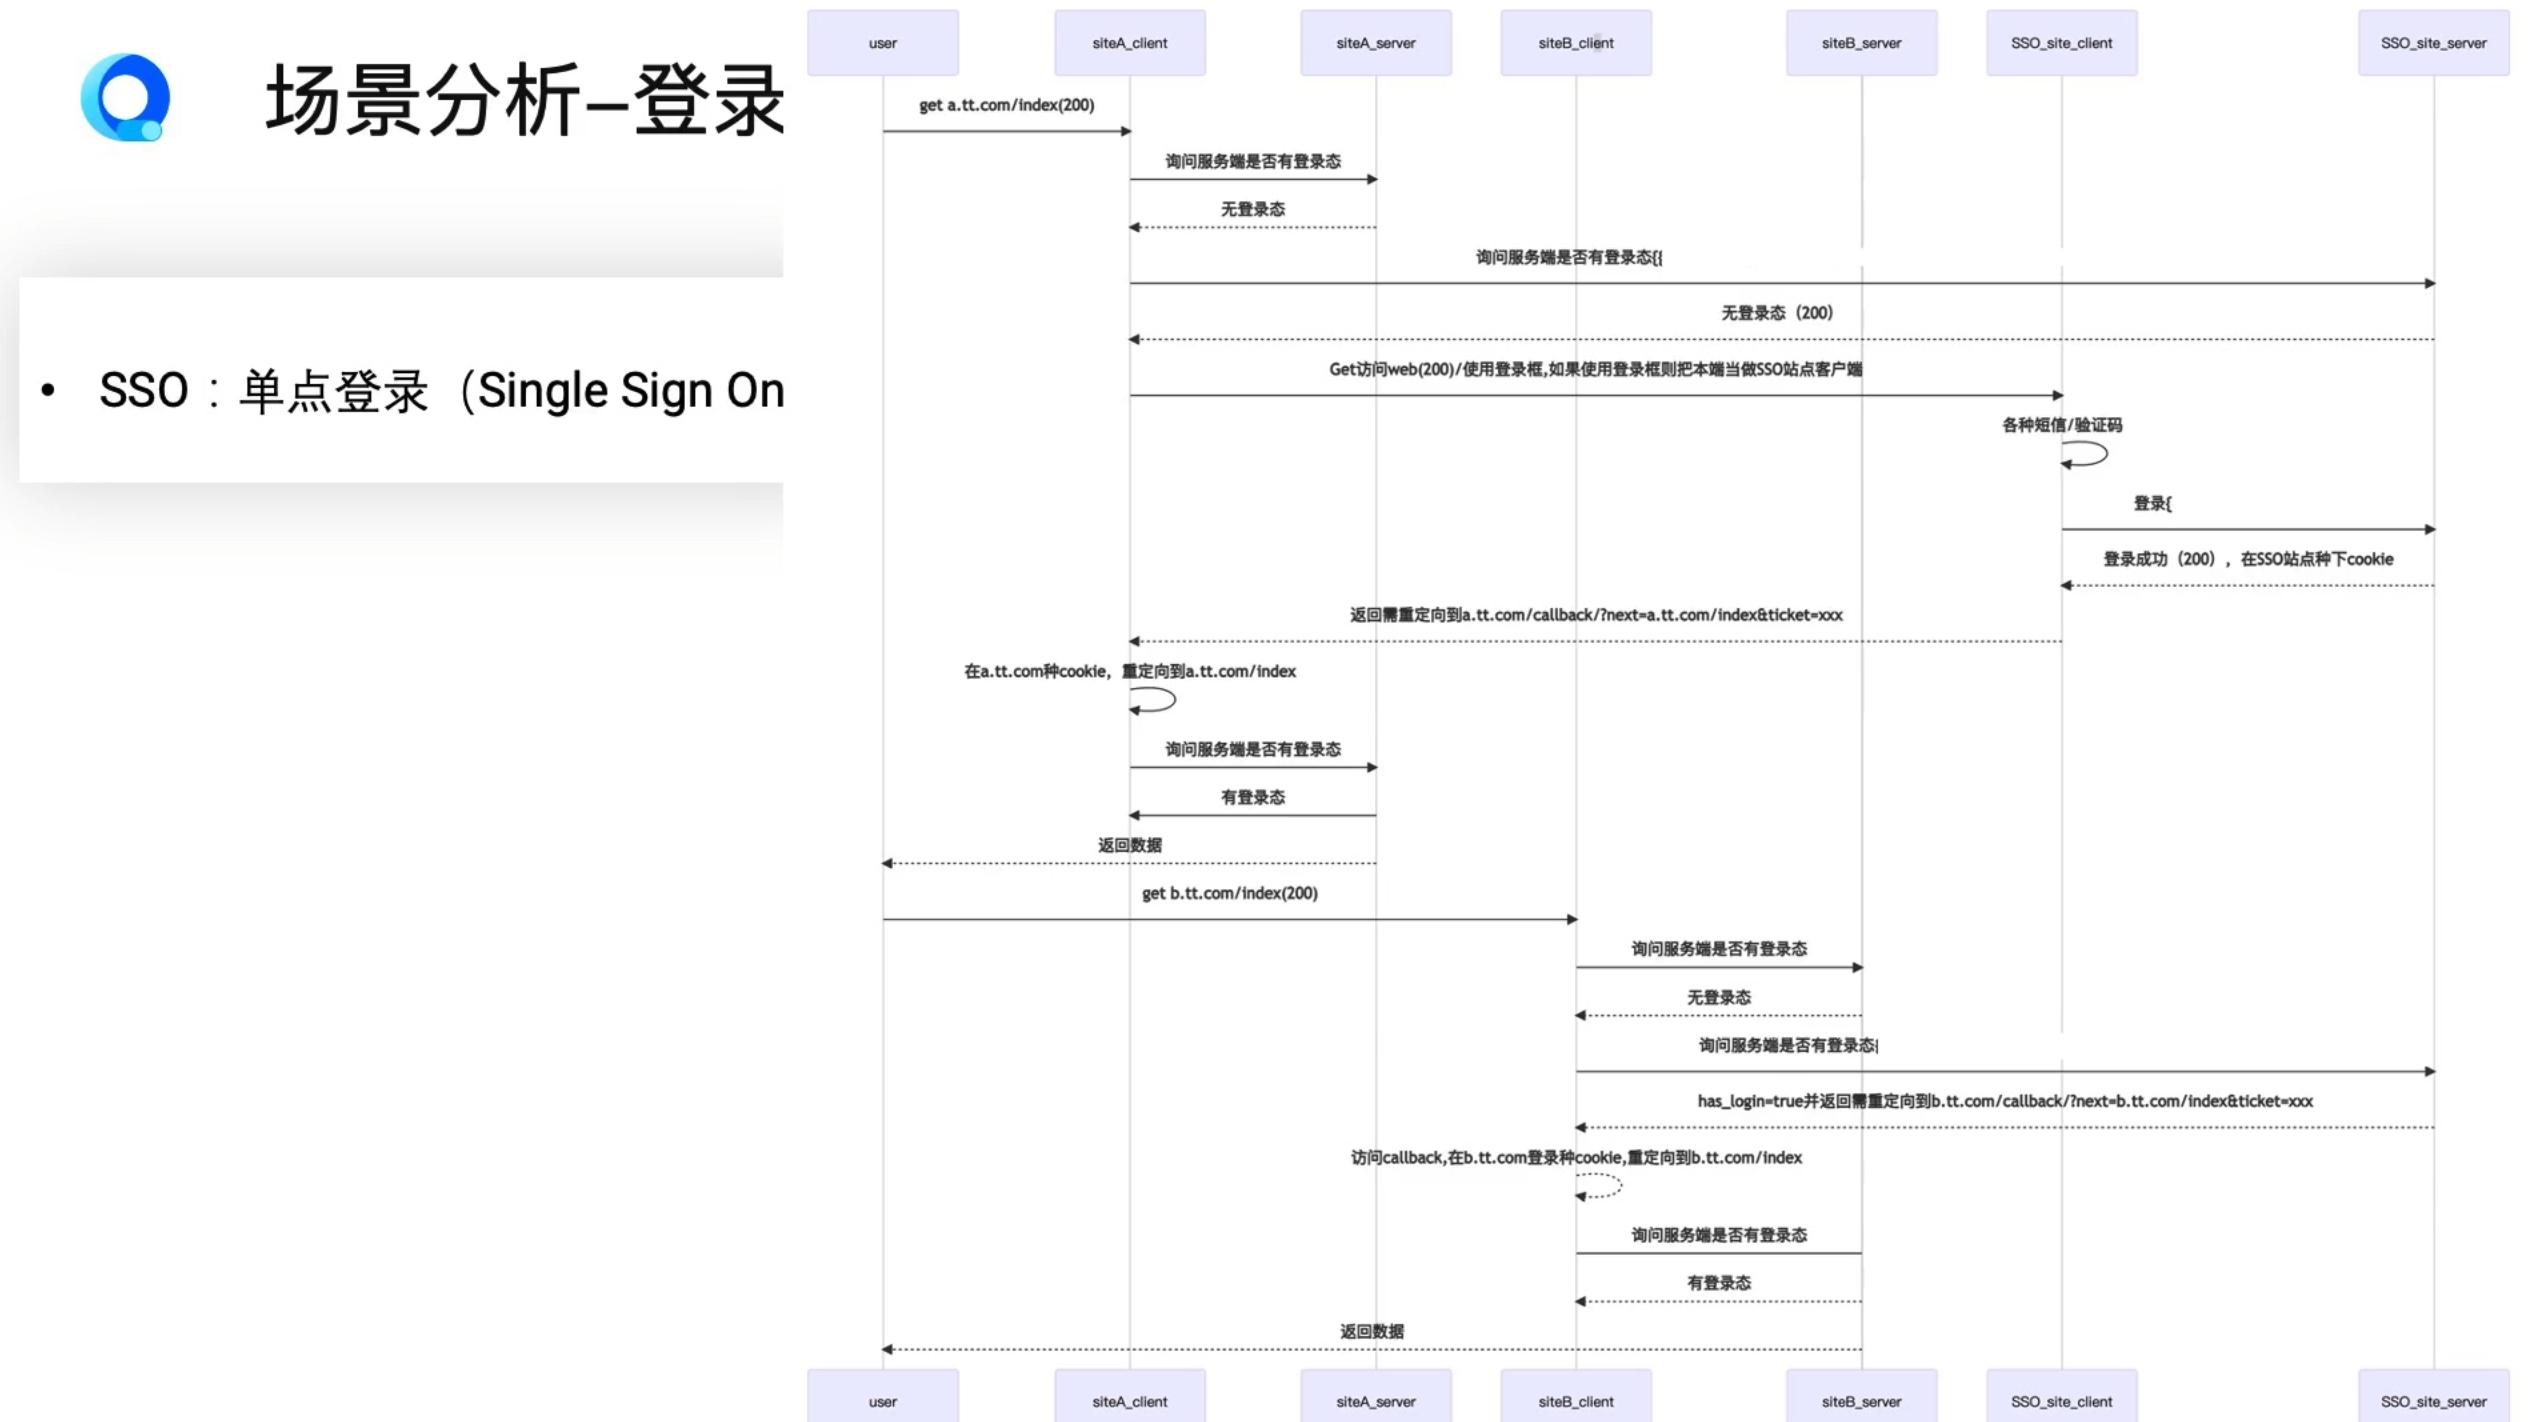 场景分析–登录
• SSO：单点登录（Single Sign On
user
siteA_client
siteA_server
siteB_client
siteB_server
SSO_site_client
SSO_site_server
get a.tt.com/index(200)
询问服务端是否有登录态
无登录态
询问服务端是否有登录态{{
无登录态（200）
Get访问web(200)/使用登录框,如果使用登录框则把本端当做SSO站点客户端
各种短信/验证码
登录{
登录成功（200），在SSO站点种下cookie
返回需重定向到a.tt.com/callback/?next=a.tt.com/index&ticket=xxx
在a.tt.com种cookie，重定向到a.tt.com/index
询问服务端是否有登录态
有登录态
返回数据
get b.tt.com/index(200)
询问服务端是否有登录态
无登录态
询问服务端是否有登录态{
has_login=true并返回需重定向到b.tt.com/callback/?next=b.tt.com/index&ticket=xxx
访问callback,在b.tt.com登录种cookie,重定向到b.tt.com/index
询问服务端是否有登录态
有登录态
返回数据
user
siteA_client
siteA_server
siteB_client
siteB_server
SSO_site_client
SSO_site_server